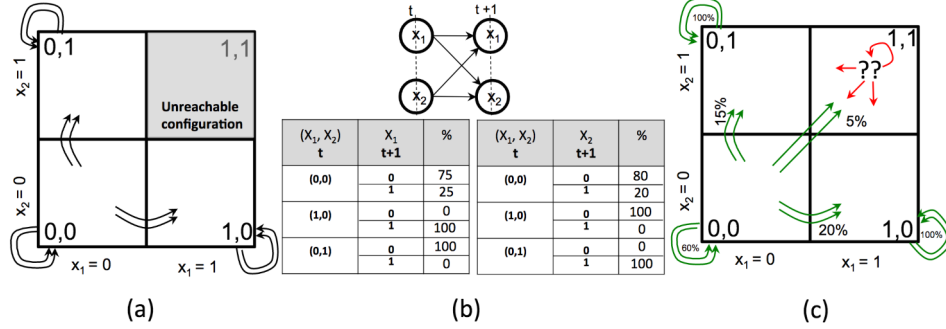 0,1
1,1
Unreachable
configuration
x2 = 1
x2 = 0
0,0
1,0
x1 = 0
x1 = 1
(a)
t
t+1
X1
X1
X2
X2
(X1, X2)
t
X1
t+1
%
(0,0)
0
75
1
25
(1,0)
0
0
1
100
(0,1)
0
100
1
0
(X1, X2)
t
X2
t+1
%
(0,0)
0
80
1
20
(1,0)
0
100
1
0
(0,1)
0
0
1
100
(b)
100%
0,1
1,1
??
x2 = 1
15%
5%
x2 = 0
0,0
60%
20%
1,0
100%
x1 = 0
x1 = 1
(c)